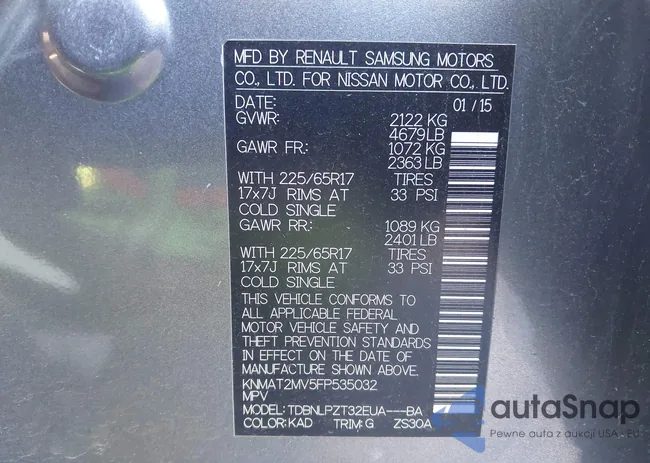 MFD BY RENAULT SAMSUNG MOTORS
CO., LTD. FOR NISSAN MOTOR CO., LTD.
DATE: 01/15
GVWR: 2122 KG
4679 LB
GAWR FR: 1072 KG
2363 LB
WITH 225/65R17 TIRES
17x7J RIMS AT 33 PSI
COLD SINGLE
GAWR RR: 1089 KG
2401 LB
WITH 225/65R17 TIRES
17x7J RIMS AT 33 PSI
COLD SINGLE
THIS VEHICLE CONFORMS TO
ALL APPLICABLE FEDERAL
MOTOR VEHICLE SAFETY AND
THEFT PREVENTION STANDARDS
IN EFFECT ON THE DATE OF
MANUFACTURE SHOWN ABOVE.
KNMAT2MV5FP535032
MPV
MODEL: TDBNLPZT32EUA---BA
COLOR: KAD TRIM: G ZS30A
autoSnap
Pewne auta z aukcji USA i EU